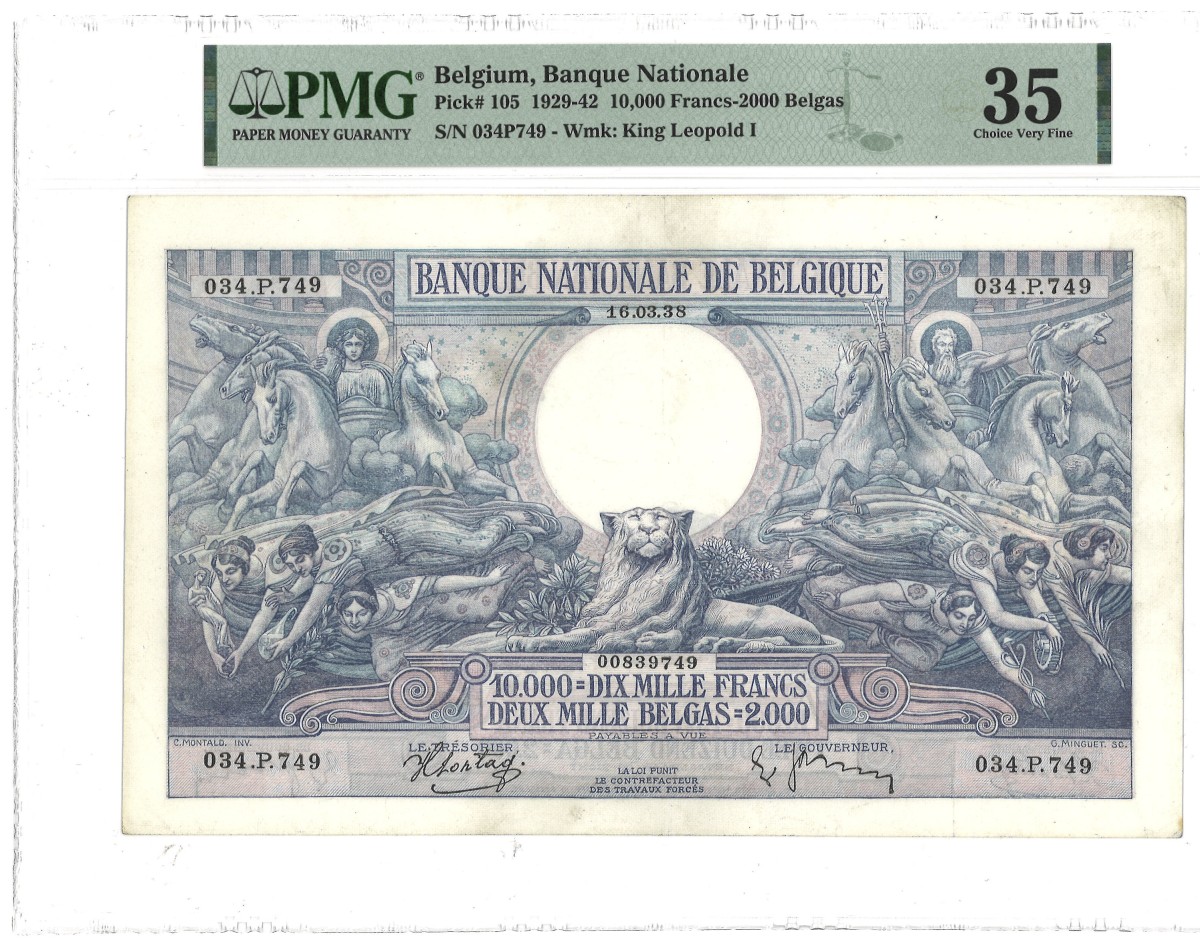 PMG®
PAPER MONEY GUARANTY
Belgium, Banque Nationale
Pick# 105 1929-42 10,000 Francs-2000 Belgas
S/N 034P749 - Wmk: King Leopold I
35
Choice Very Fine
034.P.749
BANQUE NATIONALE DE BELGIQUE
034.P.749
16.03.38
00839749
10.000=DIX MILLE FRANCS
DEUX MILLE BELGAS=2.000
PAYABLES A VUE
C.MONTALD. INV.
G.MINGUET. SC.
034.P.749
LE TRÉSORIER,
LE GOUVERNEUR,
034.P.749
LA LOI PUNIT
LE CONTREFACTEUR
DES TRAVAUX FORCÉS